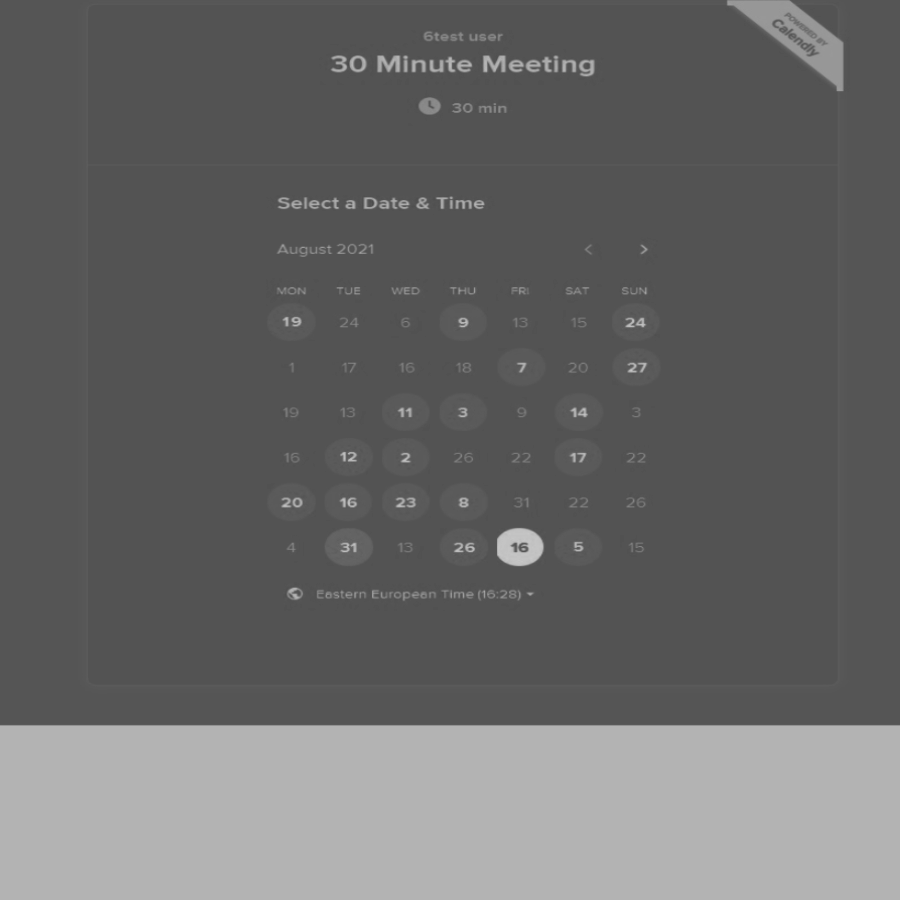 6test user
30 Minute Meeting
30 min
POWERED BY
Calendly
Select a Date & Time
August 2021
MON TUE WED THU FRI SAT SUN
19 24 6 9 13 15 24
1 17 16 18 7 20 27
19 13 11 3 9 14 3
16 12 2 26 22 17 22
20 16 23 8 31 22 26
4 31 13 26 16 5 15
Eastern European Time (16:28)